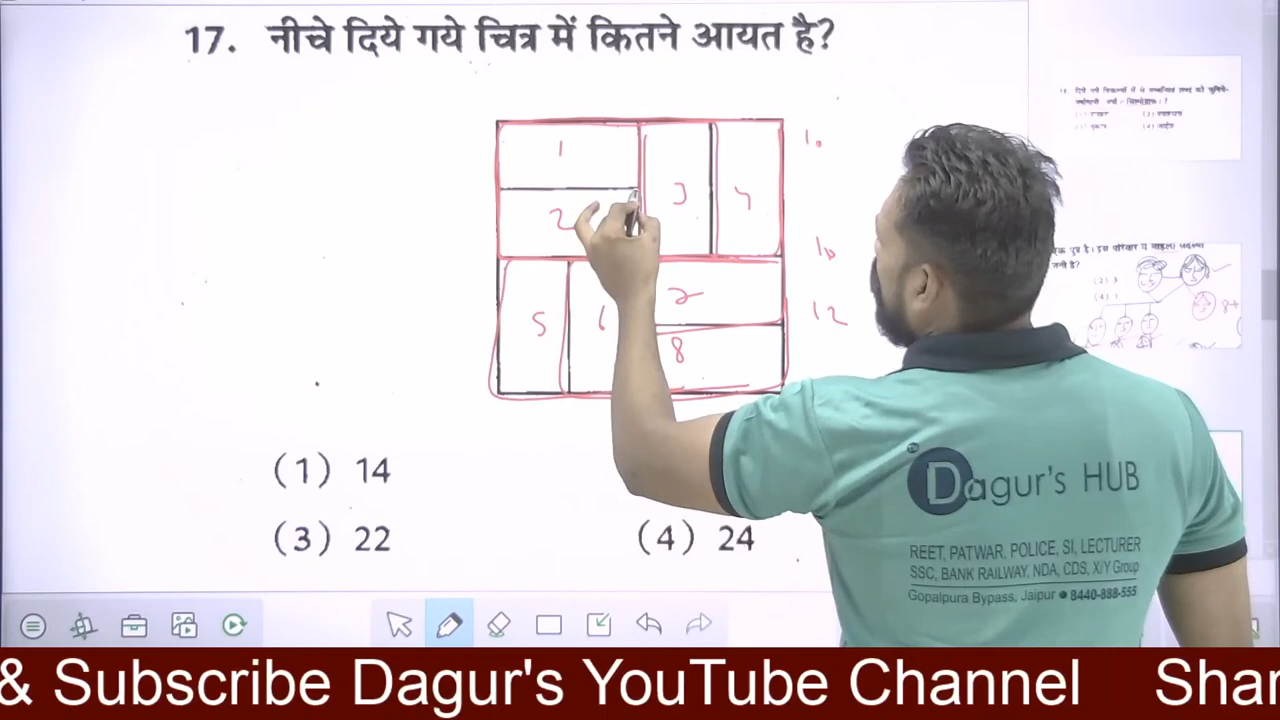 17. नीचे दिये गये चित्र में कितने आयत है?
1
3
4
2
10
10
5
6
2
12
8
(1) 14
(3) 22
(4) 24
Dagur's HUB
REET, PATWAR, POLICE, SI, LECTURER
SSC, BANK RAILWAY, NDA, CDS, X/Y Group
Gopalpura Bypass, Jaipur ● 8440-888-555
& Subscribe Dagur's YouTube Channel Shar